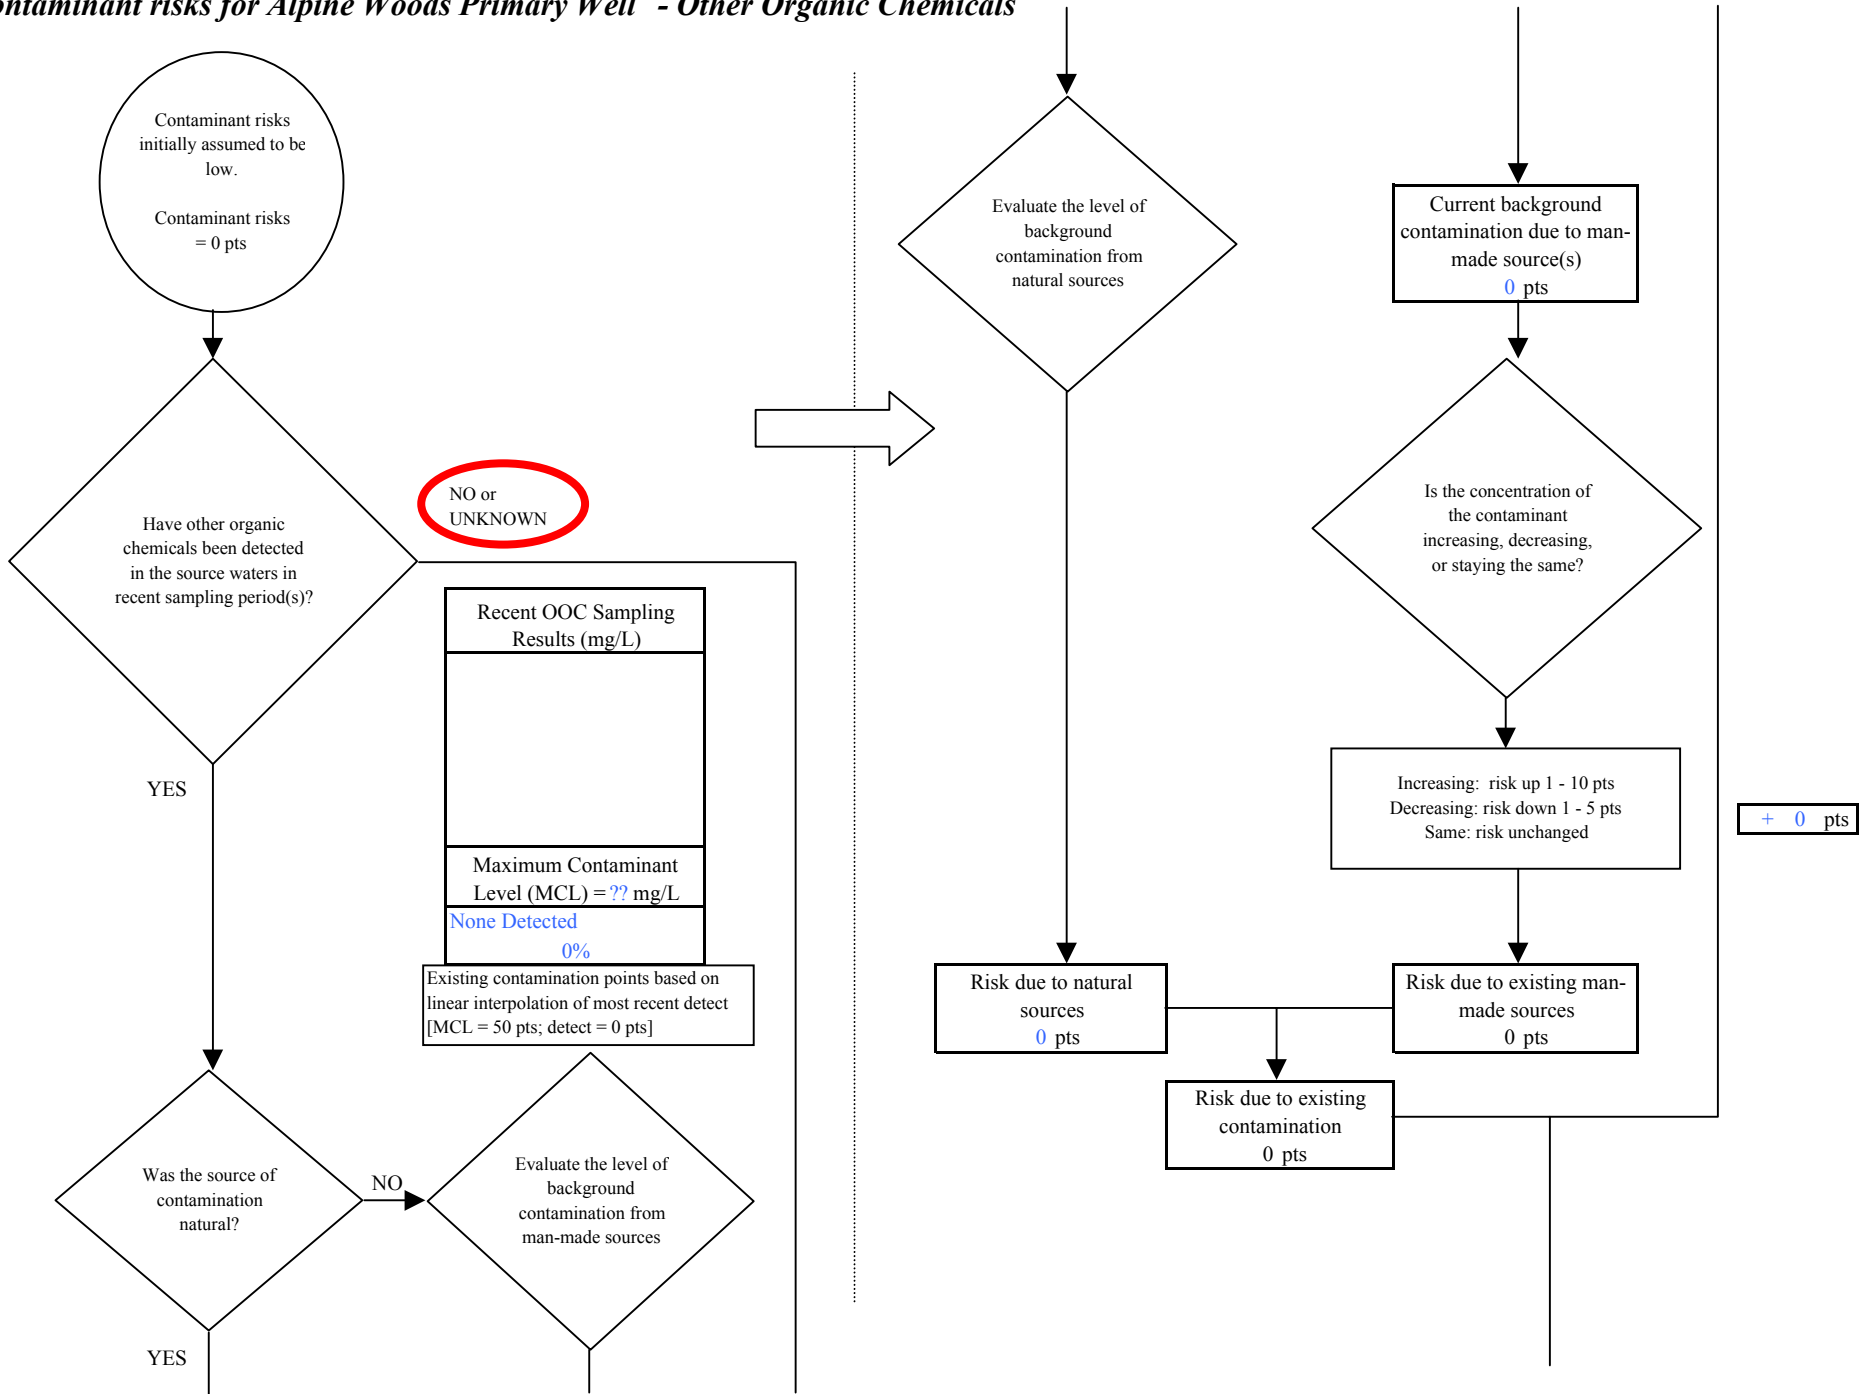 ontaminant risks for Alpine Woods Primary Well - Other Organic Chemicals
Contaminant risks
initially assumed to be
low.
Contaminant risks
= 0 pts
Have other organic
chemicals been detected
in the source waters in
recent sampling period(s)?
NO or
UNKNOWN
YES
Recent OOC Sampling
Results (mg/L)
Maximum Contaminant
Level (MCL) = ?? mg/L
None Detected
0%
Existing contamination points based on
linear interpolation of most recent detect
[MCL = 50 pts; detect = 0 pts]
Was the source of
contamination
natural?
NO
YES
Evaluate the level of
background
contamination from
man-made sources
Evaluate the level of
background
contamination from
natural sources
Current background
contamination due to man-
made source(s)
0 pts
Is the concentration of
the contaminant
increasing, decreasing,
or staying the same?
Increasing: risk up 1 - 10 pts
Decreasing: risk down 1 - 5 pts
Same: risk unchanged
+ 0 pts
Risk due to natural
sources
0 pts
Risk due to existing man-
made sources
0 pts
Risk due to existing
contamination
0 pts